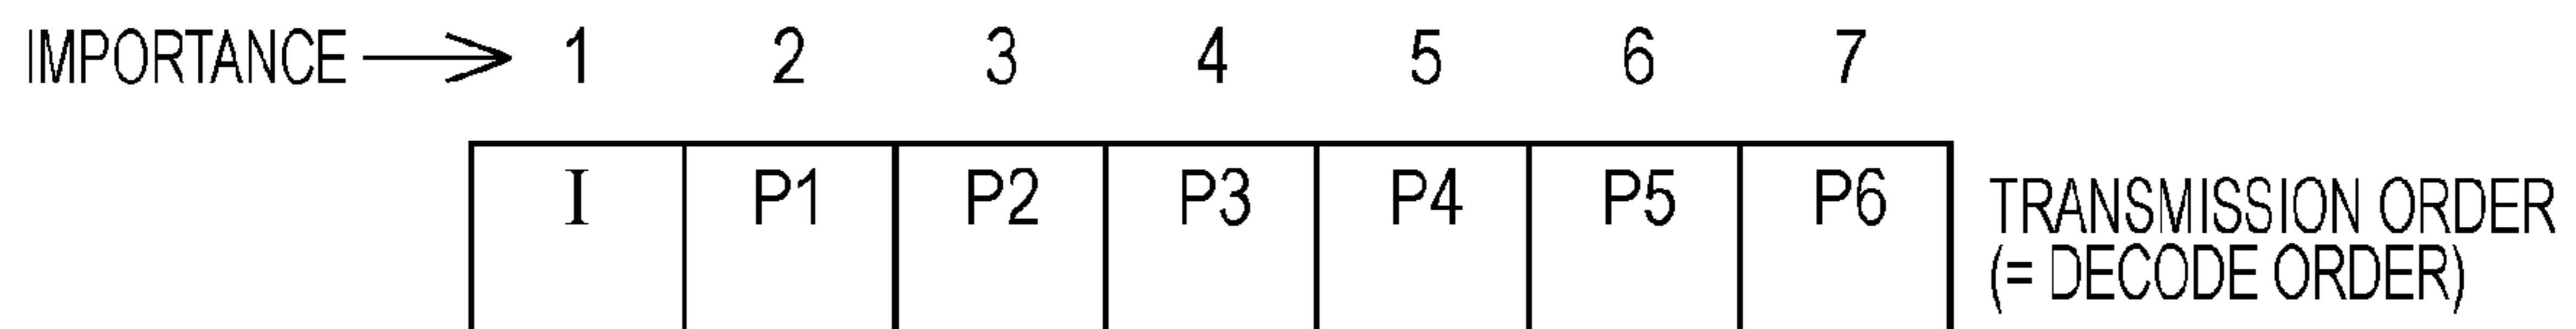 IMPORTANCE 1 2 3 4 5 6 7
I P1 P2 P3 P4 P5 P6 TRANSMISSION ORDER
(= DECODE ORDER)